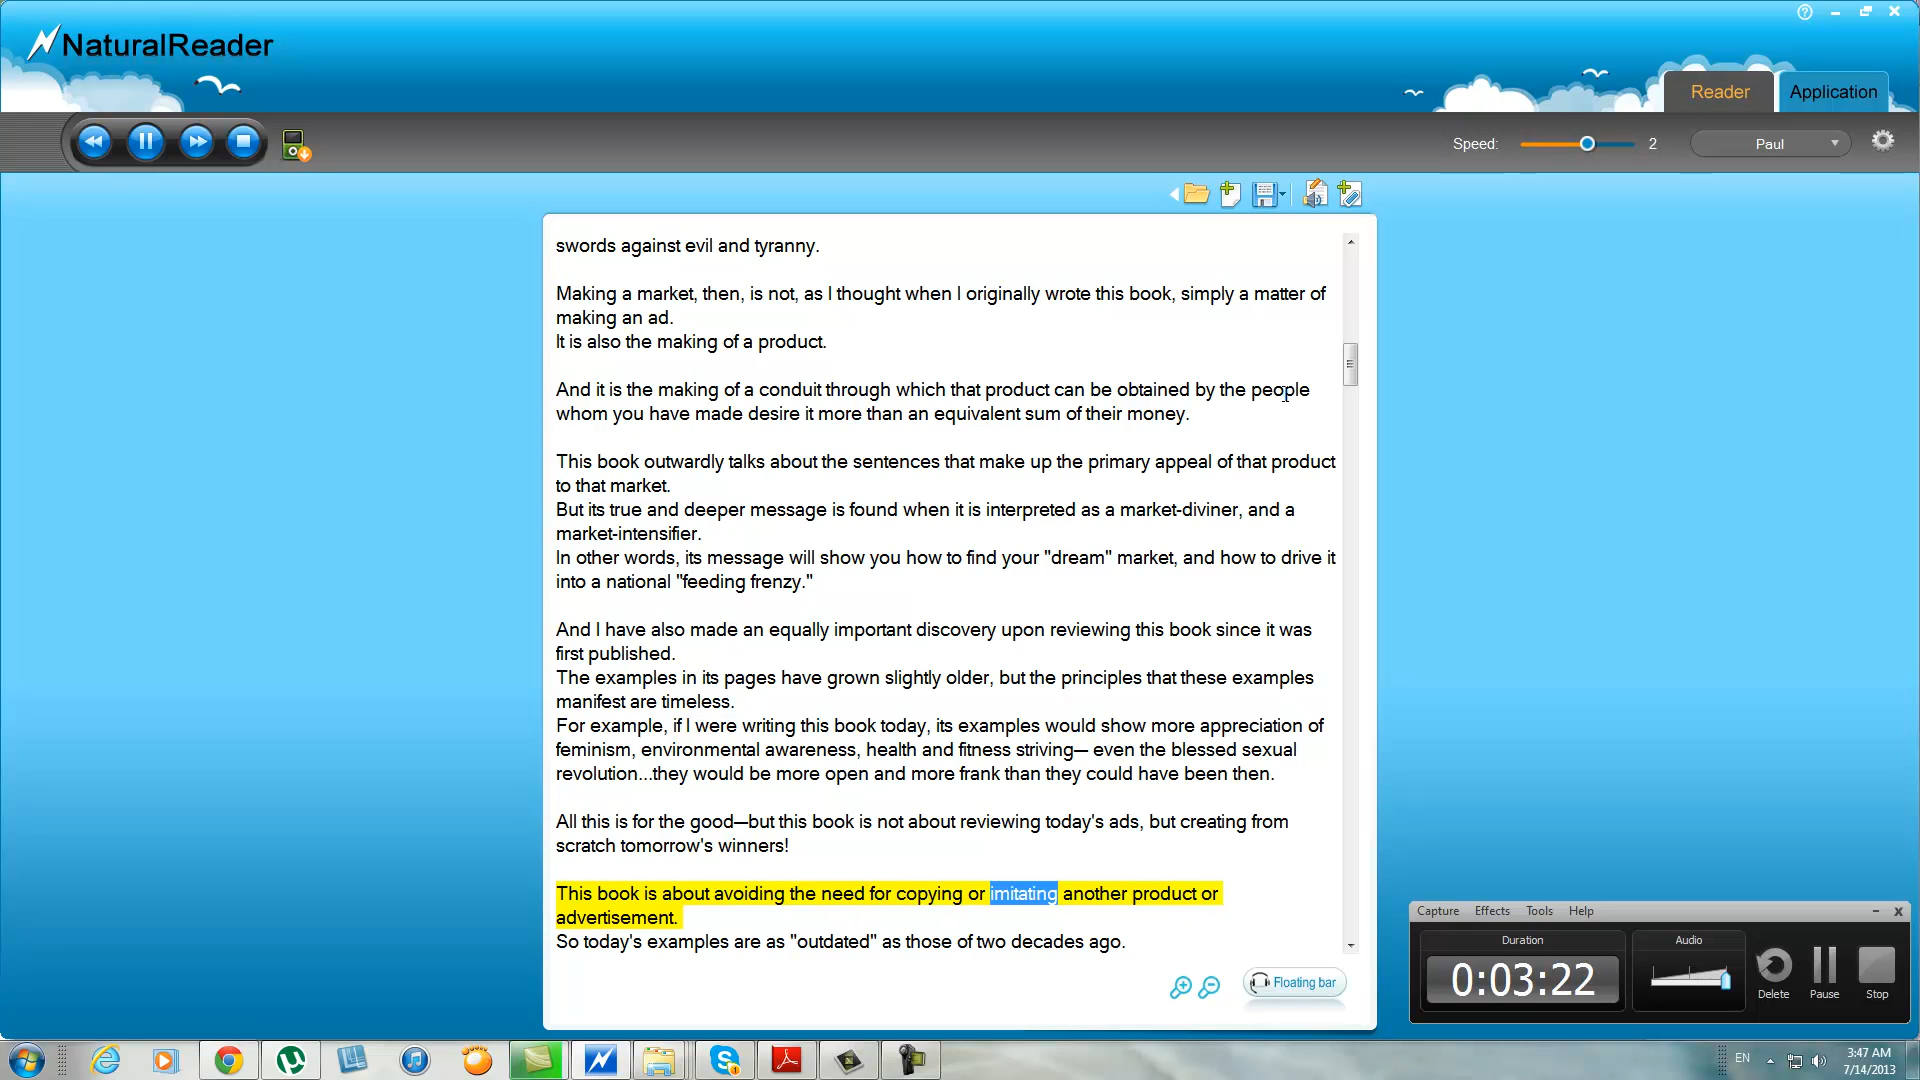 NaturalReader
Reader
Application
Speed:
2
Paul
swords against evil and tyranny.
Making a market, then, is not, as I thought when I originally wrote this book, simply a matter of
making an ad.
It is also the making of a product.
And it is the making of a conduit through which that product can be obtained by the people
whom you have made desire it more than an equivalent sum of their money.
This book outwardly talks about the sentences that make up the primary appeal of that product
to that market.
But its true and deeper message is found when it is interpreted as a market-diviner, and a
market-intensifier.
In other words, its message will show you how to find your "dream" market, and how to drive it
into a national "feeding frenzy."
And I have also made an equally important discovery upon reviewing this book since it was
first published.
The examples in its pages have grown slightly older, but the principles that these examples
manifest are timeless.
For example, if I were writing this book today, its examples would show more appreciation of
feminism, environmental awareness, health and fitness striving— even the blessed sexual
revolution...they would be more open and more frank than they could have been then.
All this is for the good—but this book is not about reviewing today's ads, but creating from
scratch tomorrow's winners!
This book is about avoiding the need for copying or imitating another product or
advertisement.
So today's examples are as "outdated" as those of two decades ago.
Floating bar
Capture Effects Tools Help
Duration
Audio
0:03:22
Delete Pause Stop
EN
3:47 AM
7/14/2013